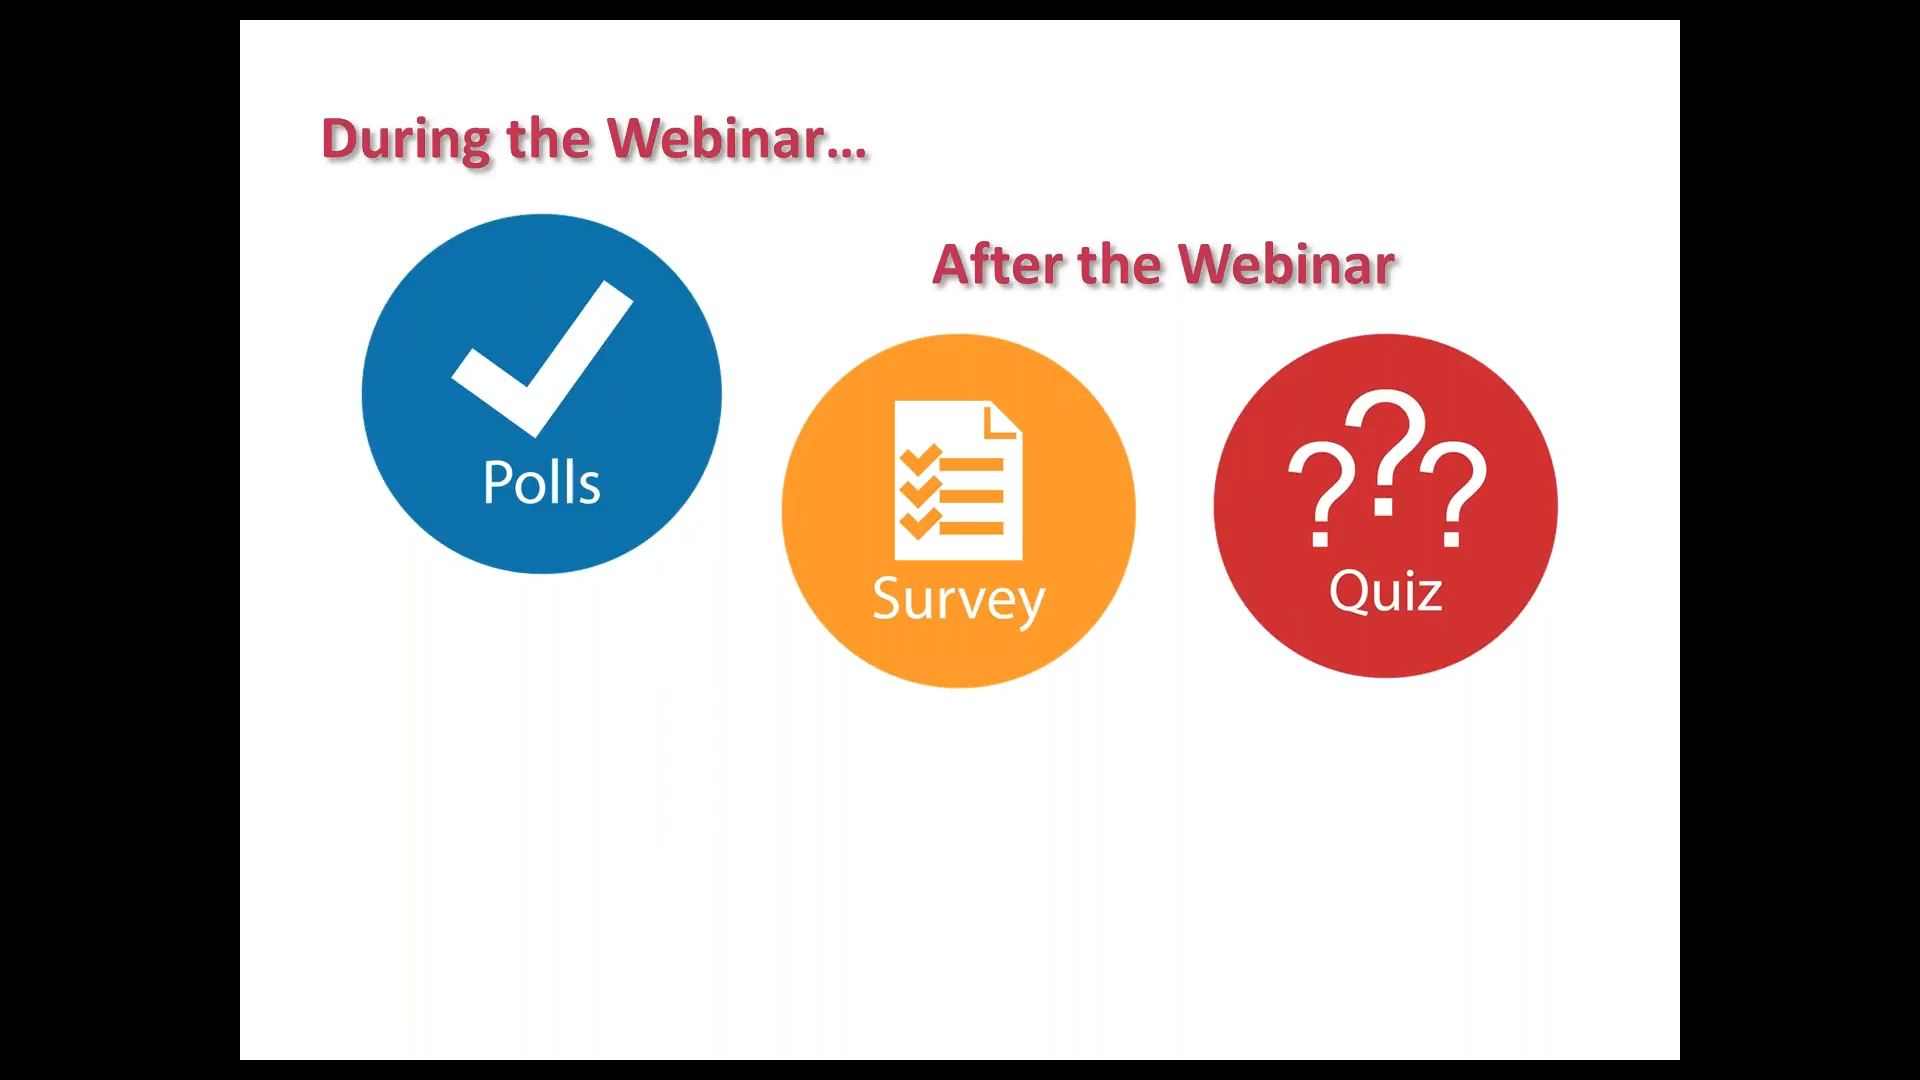 During the Webinar...
Polls
After the Webinar
Survey
Quiz